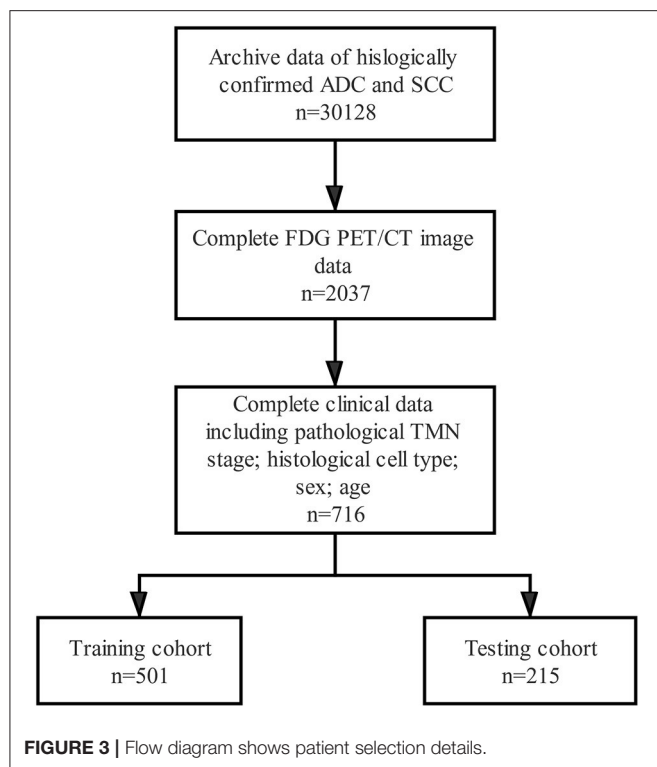 Archive data of hislogically
confirmed ADC and SCC
n=30128
Complete FDG PET/CT image
data
n=2037
Complete clinical data
including pathological TMN
stage; histological cell type;
sex; age
n=716
Training cohort
n=501
Testing cohort
n=215
FIGURE 3 | Flow diagram shows patient selection details.